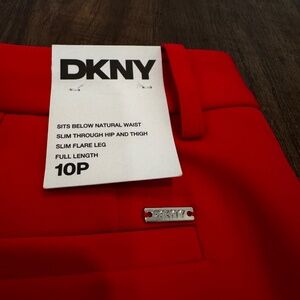 DKNY
SITS BELOW NATURAL WAIST
SLIM THROUGH HIP AND THIGH
SLIM FLARE LEG
FULL LENGTH
10P